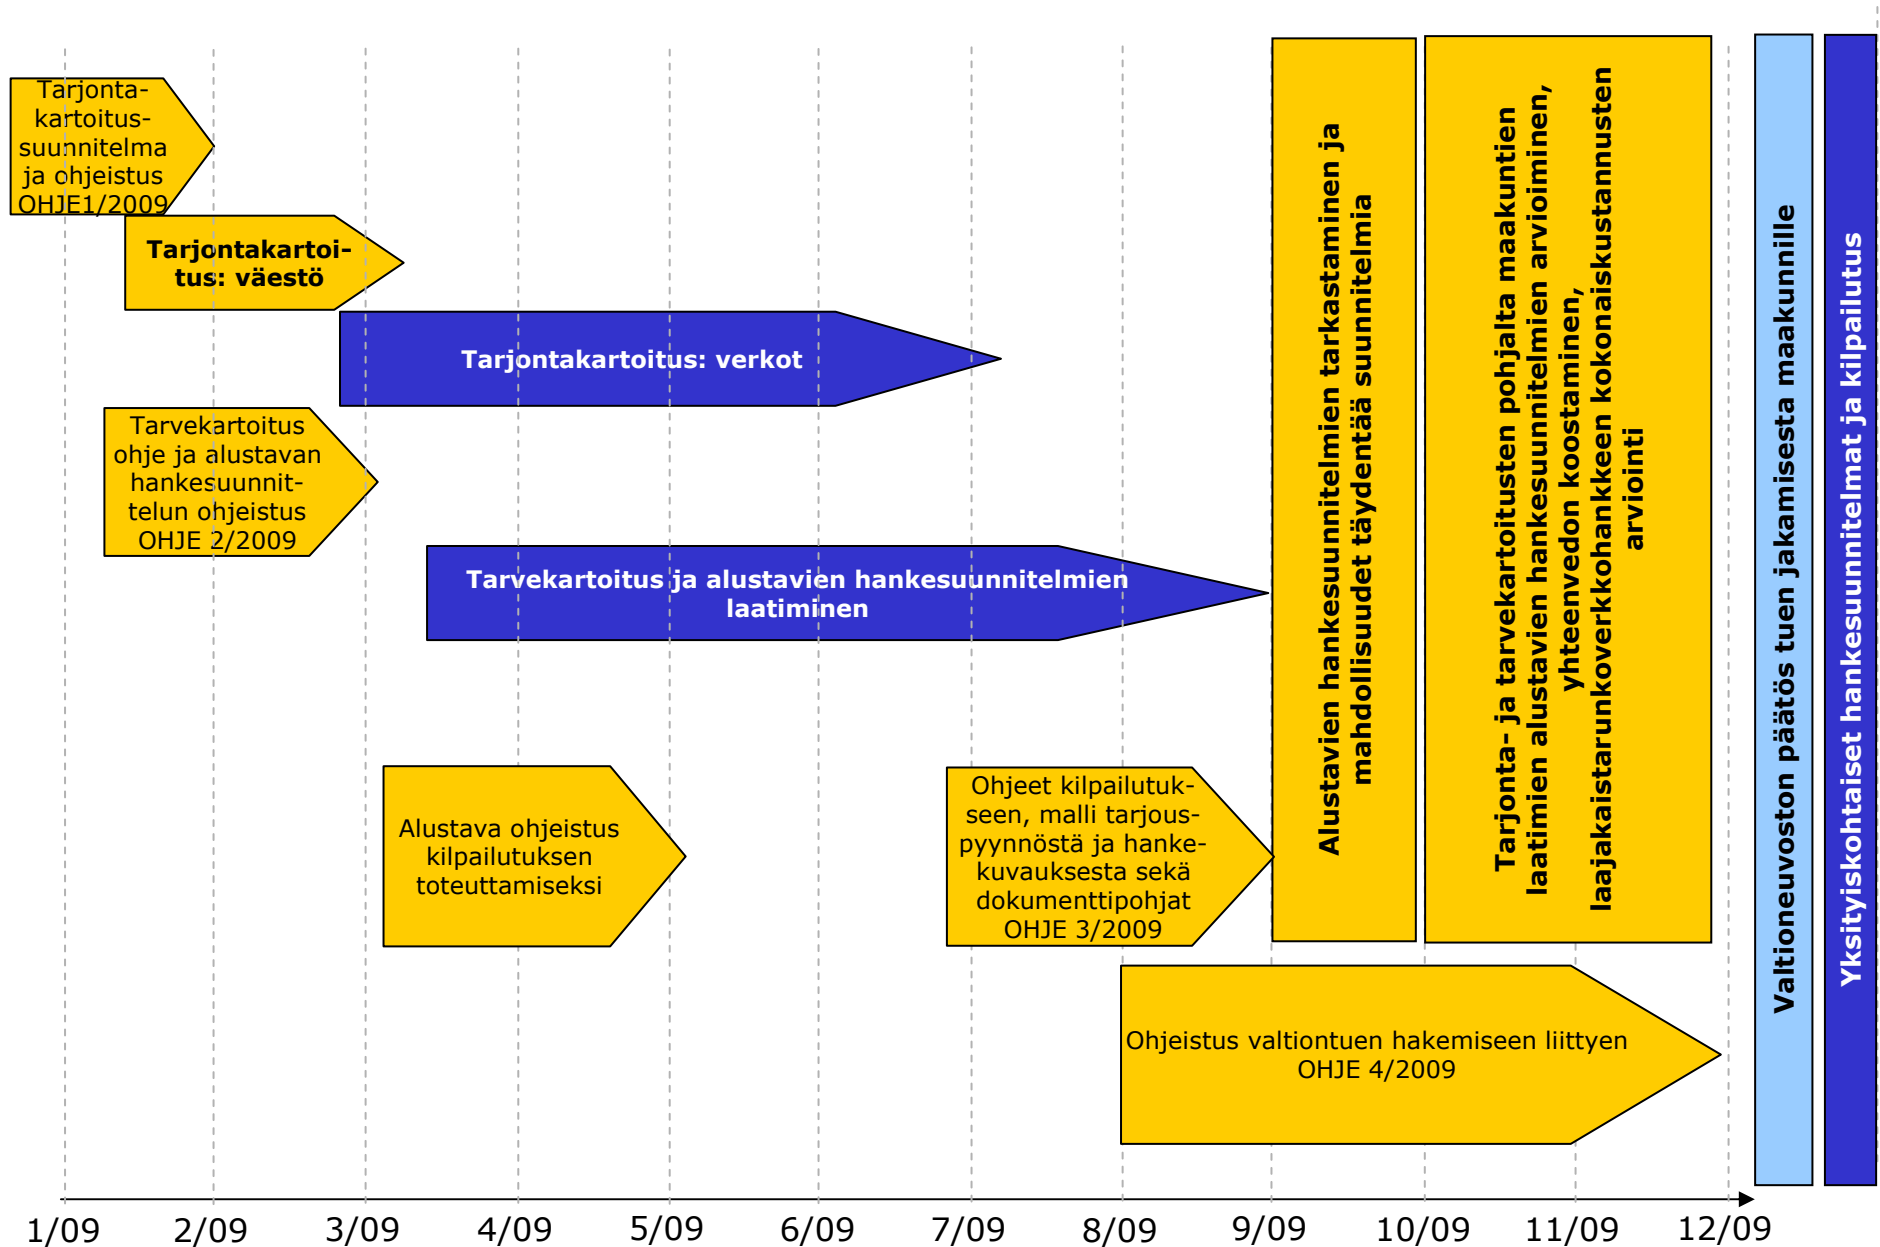 Tarjonta-
kartoitus-
suunnitelma
ja ohjeistus
OHJE1/2009
Tarjontakartoi-
tus: väestö
Tarjontakartoitus: verkot
Tarvekartoitus
ohje ja alustavan
hankesuunnit-
telun ohjeistus
OHJE 2/2009
Tarvekartoitus ja alustavien hankesuunnitelmien
laatiminen
Alustava ohjeistus
kilpailutuksen
toteuttamiseksi
Ohjeet kilpailutuk-
seen, malli tarjous-
pyynnöstä ja hanke-
kuvauksesta sekä
dokumenttipohjat
OHJE 3/2009
Ohjeistus valtiontuen hakemiseen liittyen
OHJE 4/2009
Alustavien hankesuunnitelmien tarkastaminen ja
mahdollisuudet täydentää suunnitelmia
Tarjonta- ja tarvekartoitusten pohjalta maakuntien
laatimien alustavien hankesuunnitelmien arvioiminen,
yhteenvedon koostaminen,
laajakaistarunkoverkkohankkeen kokonaiskustannusten
arviointi
Valtioneuvoston päätös tuen jakamisesta maakunnille
Yksityiskohtaiset hankesuunnitelmat ja kilpailutus
1/09 2/09 3/09 4/09 5/09 6/09 7/09 8/09 9/09 10/09 11/09 12/09